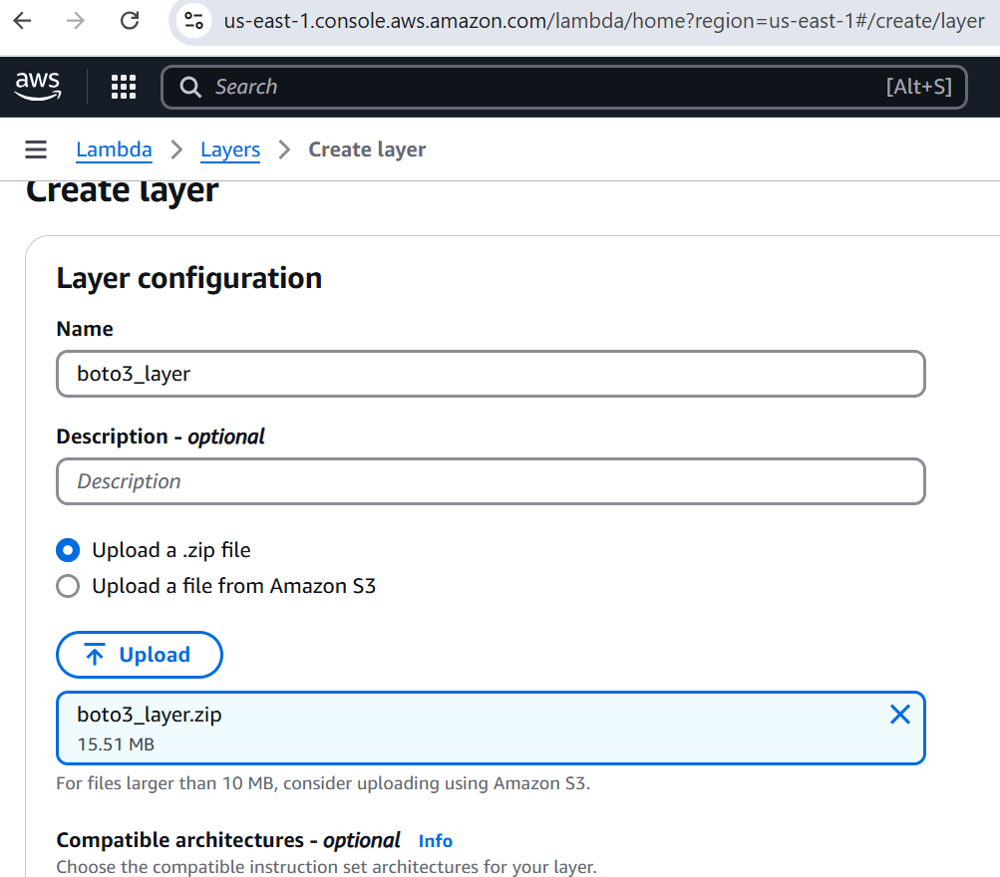 us-east-1.console.aws.amazon.com/lambda/home?region=us-east-1#/create/layer
aws
Search [Alt+S]
Lambda > Layers > Create layer
Create layer
Layer configuration
Name
boto3_layer
Description - optional
Description
Upload a .zip file
Upload a file from Amazon S3
Upload
boto3_layer.zip
15.51 MB
For files larger than 10 MB, consider uploading using Amazon S3.
Compatible architectures - optional Info
Choose the compatible instruction set architectures for your layer.